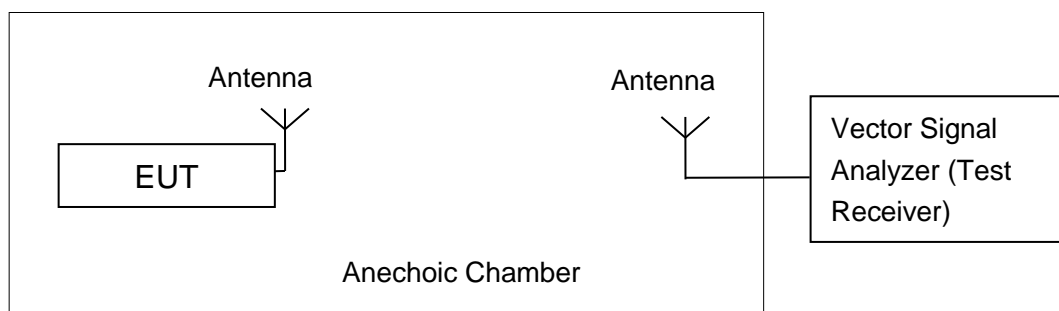 Antenna
Antenna
EUT
Vector Signal
Analyzer (Test
Receiver)
Anechoic Chamber